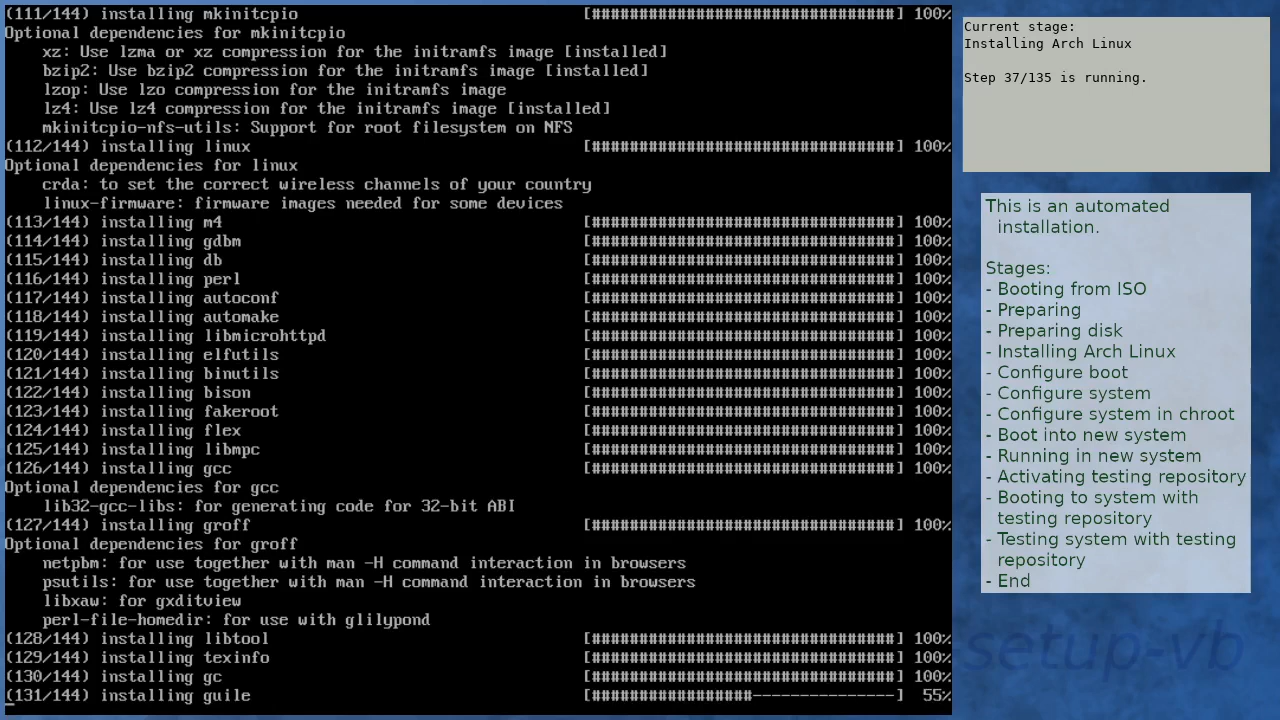 (111/144) installing mkinitcpio [################################] 100%
Optional dependencies for mkinitcpio
xz: Use lzma or xz compression for the initramfs image [installed]
bzip2: Use bzip2 compression for the initramfs image [installed]
lzop: Use lzo compression for the initramfs image
lz4: Use lz4 compression for the initramfs image [installed]
mkinitcpio-nfs-utils: Support for root filesystem on NFS
(112/144) installing linux [################################] 100%
Optional dependencies for linux
crda: to set the correct wireless channels of your country
linux-firmware: firmware images needed for some devices
(113/144) installing m4 [################################] 100%
(114/144) installing gdbm [################################] 100%
(115/144) installing db [################################] 100%
(116/144) installing perl [################################] 100%
(117/144) installing autoconf [################################] 100%
(118/144) installing automake [################################] 100%
(119/144) installing libmicrohttpd [################################] 100%
(120/144) installing elfutils [################################] 100%
(121/144) installing binutils [################################] 100%
(122/144) installing bison [################################] 100%
(123/144) installing fakeroot [################################] 100%
(124/144) installing flex [################################] 100%
(125/144) installing libmpc [################################] 100%
(126/144) installing gcc [################################] 100%
Optional dependencies for gcc
lib32-gcc-libs: for generating code for 32-bit ABI
(127/144) installing groff [################################] 100%
Optional dependencies for groff
netpbm: for use together with man -H command interaction in browsers
psutils: for use together with man -H command interaction in browsers
libxaw: for gxditview
perl-file-homedir: for use with glilypond
(128/144) installing libtool [################################] 100%
(129/144) installing texinfo [################################] 100%
(130/144) installing gc [################################] 100%
(131/144) installing guile [#################---------------] 55%
Current stage:
Installing Arch Linux
Step 37/135 is running.
This is an automated
installation.
Stages:
- Booting from ISO
- Preparing
- Preparing disk
- Installing Arch Linux
- Configure boot
- Configure system
- Configure system in chroot
- Boot into new system
- Running in new system
- Activating testing repository
- Booting to system with
testing repository
- Testing system with testing
repository
- End
setup-vb